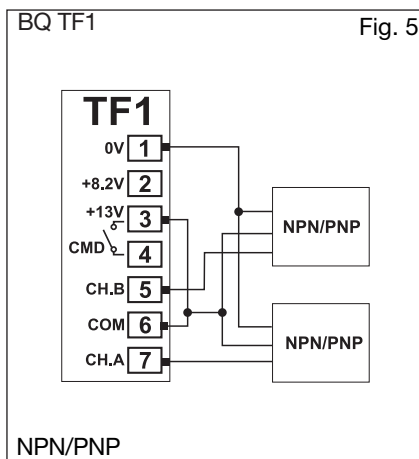 BQ TF1
Fig. 5
TF1
0V 1
+8.2V 2
+13V 3
CMD 4
CH.B 5
COM 6
CH.A 7
NPN/PNP
NPN/PNP
NPN/PNP